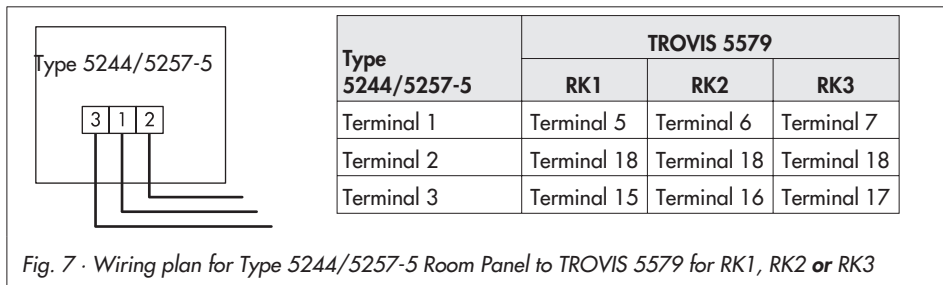 Type 5244/5257-5
3 1 2
Type 5244/5257-5 TROVIS 5579
RK1 RK2 RK3
Terminal 1 Terminal 5 Terminal 6 Terminal 7
Terminal 2 Terminal 18 Terminal 18 Terminal 18
Terminal 3 Terminal 15 Terminal 16 Terminal 17
Fig. 7 · Wiring plan for Type 5244/5257-5 Room Panel to TROVIS 5579 for RK1, RK2 or RK3